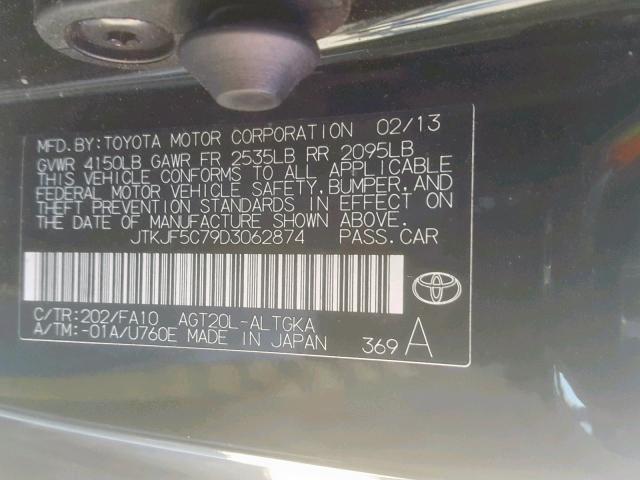 MFD.BY:TOYOTA MOTOR CORPORATION 02/13
GVWR 4150LB GAWR FR 2535LB RR 2095LB
THIS VEHICLE CONFORMS TO ALL APPLICABLE
FEDERAL MOTOR VEHICLE SAFETY, BUMPER, AND
THEFT PREVENTION STANDARDS IN EFFECT ON
THE DATE OF MANUFACTURE SHOWN ABOVE.
JTKJF5C79D3062874 PASS.CAR
C/TR:202/FA10 AGT20L-ALTGKA
A/TM:-01A/U760E MADE IN JAPAN
369 A